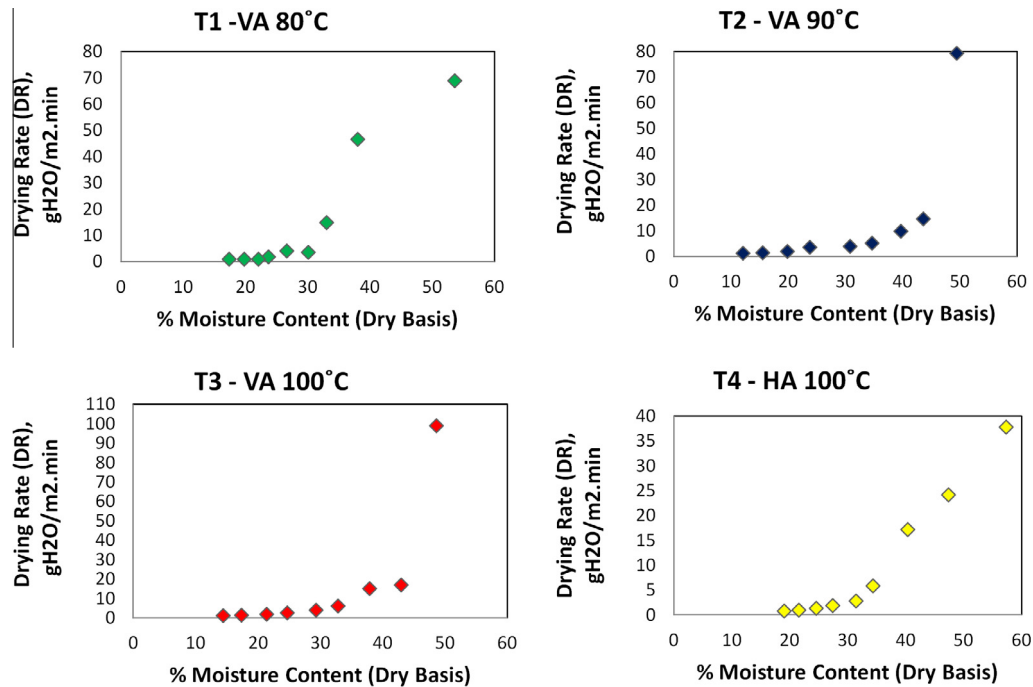 T1 -VA 80˚C
Drying Rate (DR),
gH2O/m2.min
80
70
60
50
40
30
20
10
0
0 10 20 30 40 50 60
% Moisture Content (Dry Basis)
T2 - VA 90˚C
Drying Rate (DR),
gH2O/m2.min
80
70
60
50
40
30
20
10
0
0 10 20 30 40 50 60
% Moisture Content (Dry Basis)
T3 - VA 100˚C
Drying Rate (DR),
gH2O/m2.min
110
100
90
80
70
60
50
40
30
20
10
0
0 10 20 30 40 50 60
% Moisture Content (Dry Basis)
T4 - HA 100˚C
Drying Rate (DR),
gH2O/m2.min
40
35
30
25
20
15
10
5
0
0 10 20 30 40 50 60
% Moisture Content (Dry Basis)